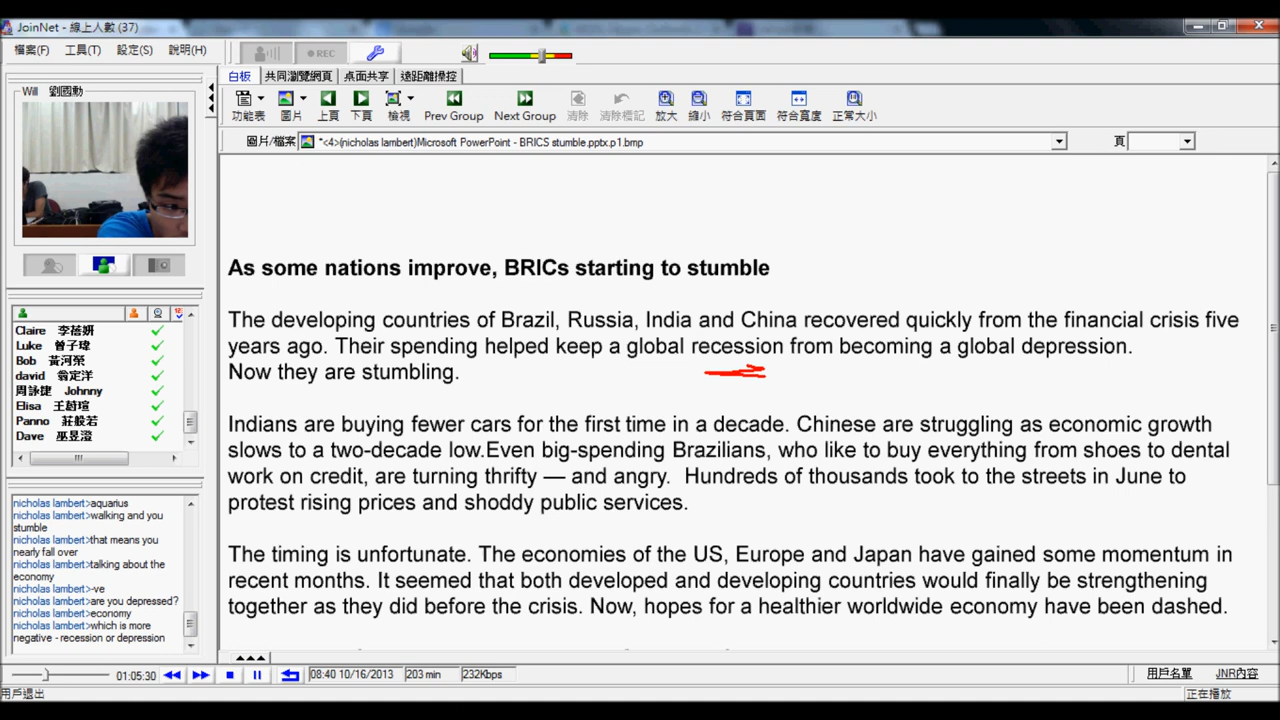 JoinNet - 線上人數 (37)
檔案(F) 工具(T) 設定(S) 說明(H)
REC
Will 劉國勳
白板 共同瀏覽網頁 桌面共享 遠距離操控
功能表 圖片 上頁 下頁 檢視 Prev Group Next Group 清除 清除標記 放大 縮小 符合頁面 符合寬度 正常大小
圖片/檔案 *<4>(nicholas lambert)Microsoft PowerPoint - BRICS stumble.pptx.p1.bmp 頁
As some nations improve, BRICs starting to stumble
The developing countries of Brazil, Russia, India and China recovered quickly from the financial crisis five
years ago. Their spending helped keep a global recession from becoming a global depression.
Now they are stumbling.
Indians are buying fewer cars for the first time in a decade. Chinese are struggling as economic growth
slows to a two-decade low.Even big-spending Brazilians, who like to buy everything from shoes to dental
work on credit, are turning thrifty — and angry. Hundreds of thousands took to the streets in June to
protest rising prices and shoddy public services.
The timing is unfortunate. The economies of the US, Europe and Japan have gained some momentum in
recent months. It seemed that both developed and developing countries would finally be strengthening
together as they did before the crisis. Now, hopes for a healthier worldwide economy have been dashed.
Claire 李蓓妍
Luke 曾子瑋
Bob 黃河榮
david 翁定洋
周詠捷 Johnny
Elisa 王蒔瑄
Panno 莊般若
Dave 巫昱澄
nicholas lambert>aquarius
nicholas lambert>walking and you
stumble
nicholas lambert>that means you
nearly fall over
nicholas lambert>talking about the
economy
nicholas lambert>-ve
nicholas lambert>are you depressed?
nicholas lambert>economy
nicholas lambert>which is more
negative - recession or depression
01:05:30 08:40 10/16/2013 203 min 232Kbps 用戶名單 JNR內容
用戶退出 正在播放